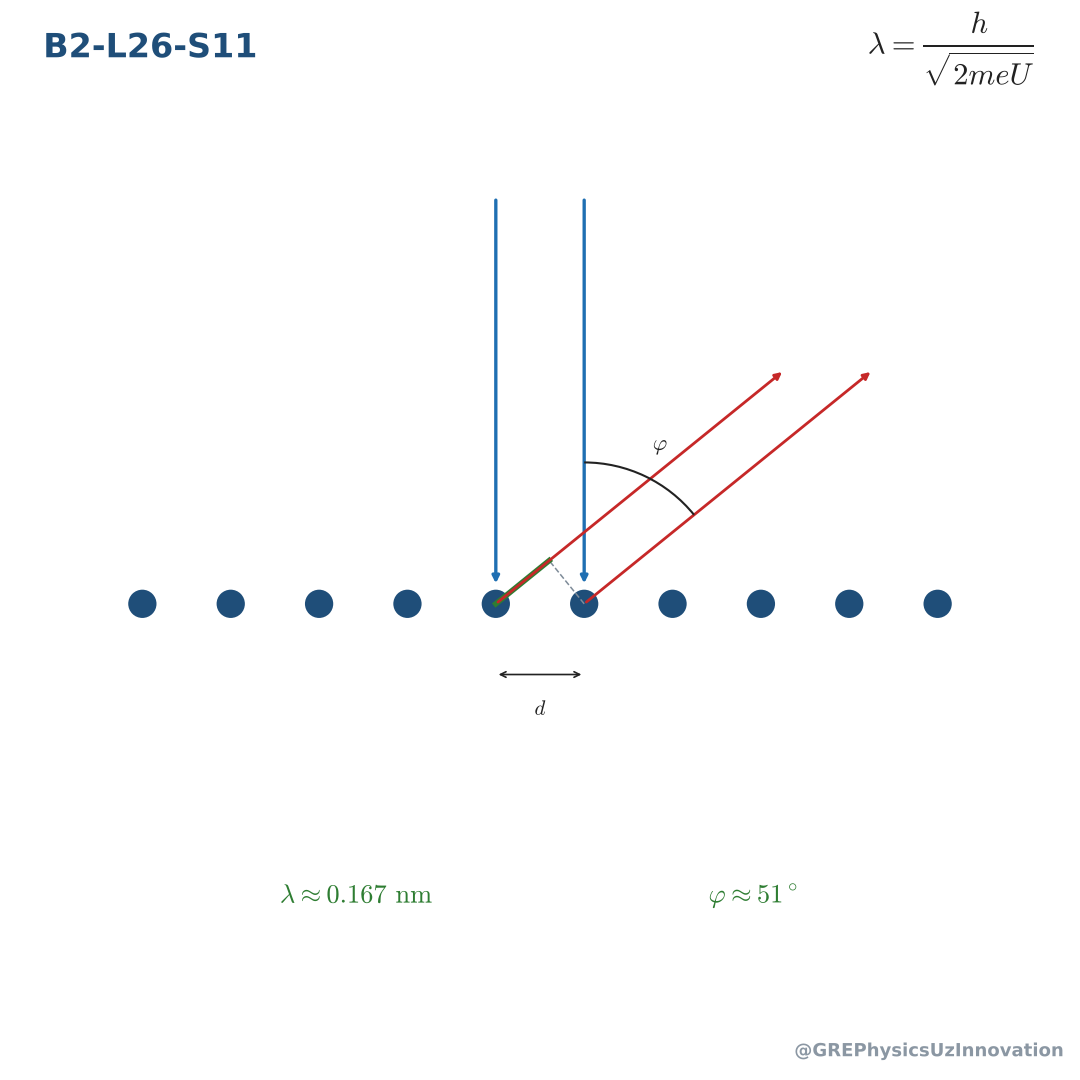 B2-L26-S11
λ = h / √2meU
φ
d
λ ≈ 0.167 nm
φ ≈ 51°
@GREPhysicsUzInnovation